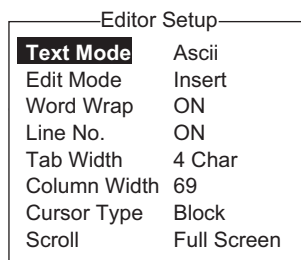 Editor Setup
Text Mode Ascii
Edit Mode Insert
Word Wrap ON
Line No. ON
Tab Width 4 Char
Column Width 69
Cursor Type Block
Scroll Full Screen